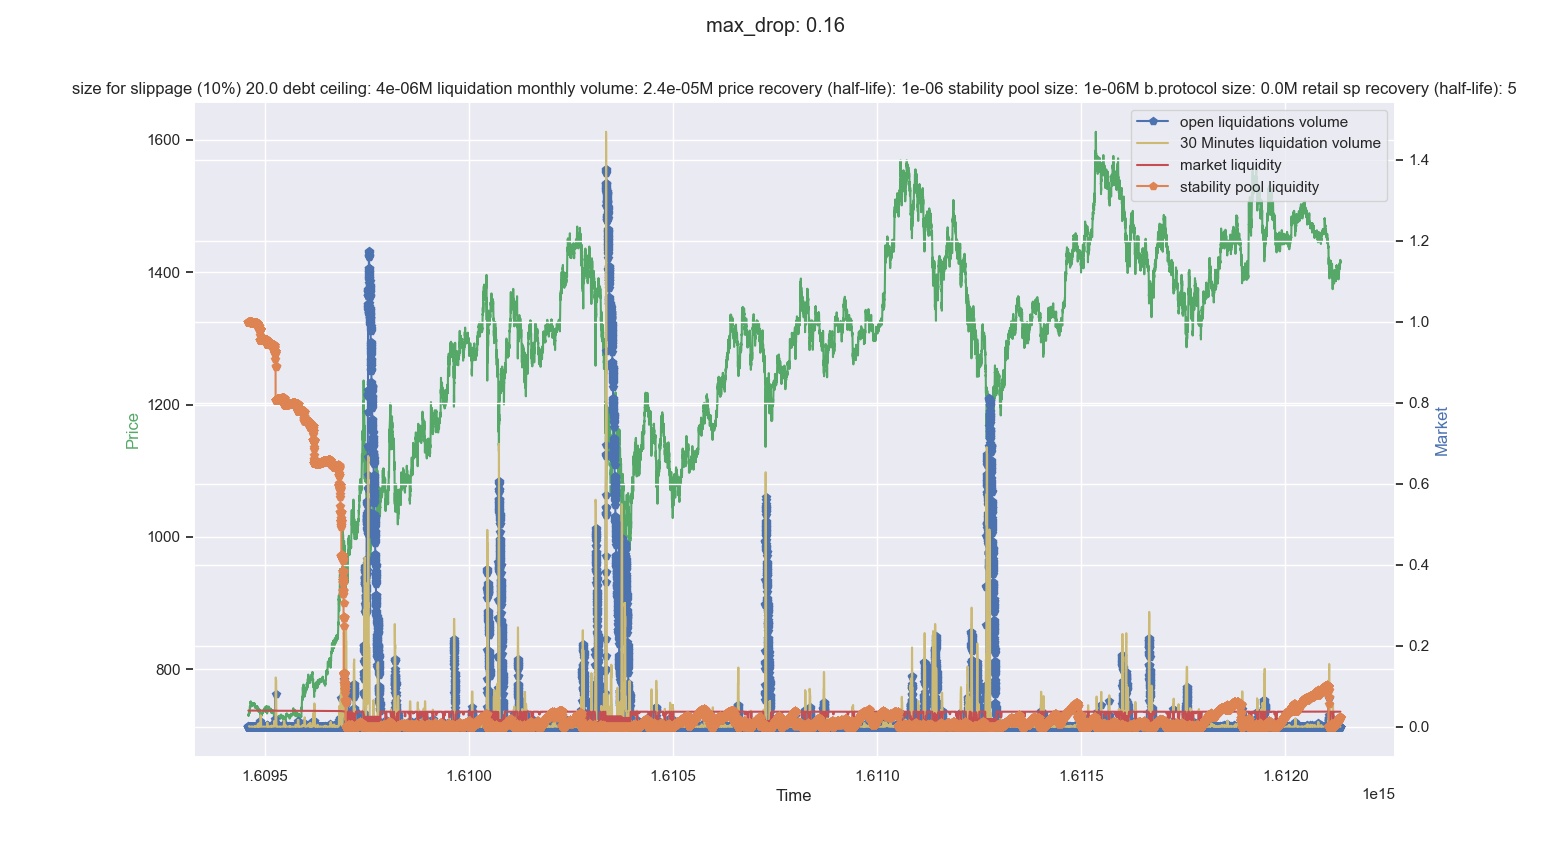 max_drop: 0.16
size for slippage (10%) 20.0 debt ceiling: 4e-06M liquidation monthly volume: 2.4e-05M price recovery (half-life): 1e-06 stability pool size: 1e-06M b.protocol size: 0.0M retail sp recovery (half-life): 5
open liquidations volume
30 Minutes liquidation volume
market liquidity
stability pool liquidity
1600
1400
1200
1000
800
Price
1.4
1.2
1.0
0.8
0.6
0.4
0.2
0.0
Market
1.6095 1.6100 1.6105 1.6110 1.6115 1.6120
Time
1e15